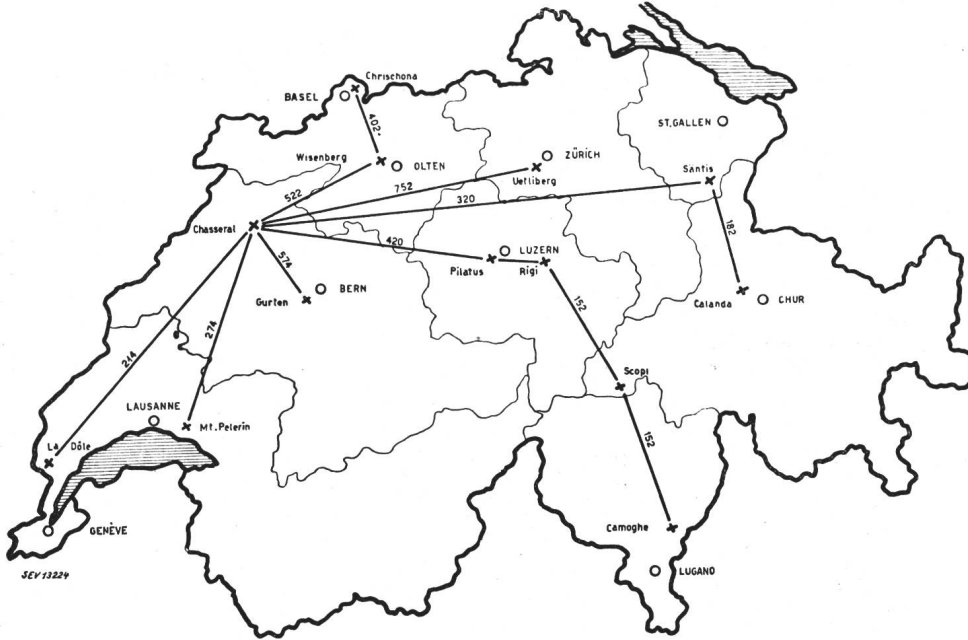 Chrischona
BASEL
402
ST.GALLEN
Wisenberg
OLTEN
ZÜRICH
Uetliberg
Säntis
522
752
320
182
Chasseral
420
574
LUZERN
Pilatus
Rigi
BERN
Gurten
Calanda
CHUR
152
274
214
Scopi
LAUSANNE
Mt.Pelerin
La Dôle
152
Camoghe
GENÈVE
LUGANO
SEV 13224